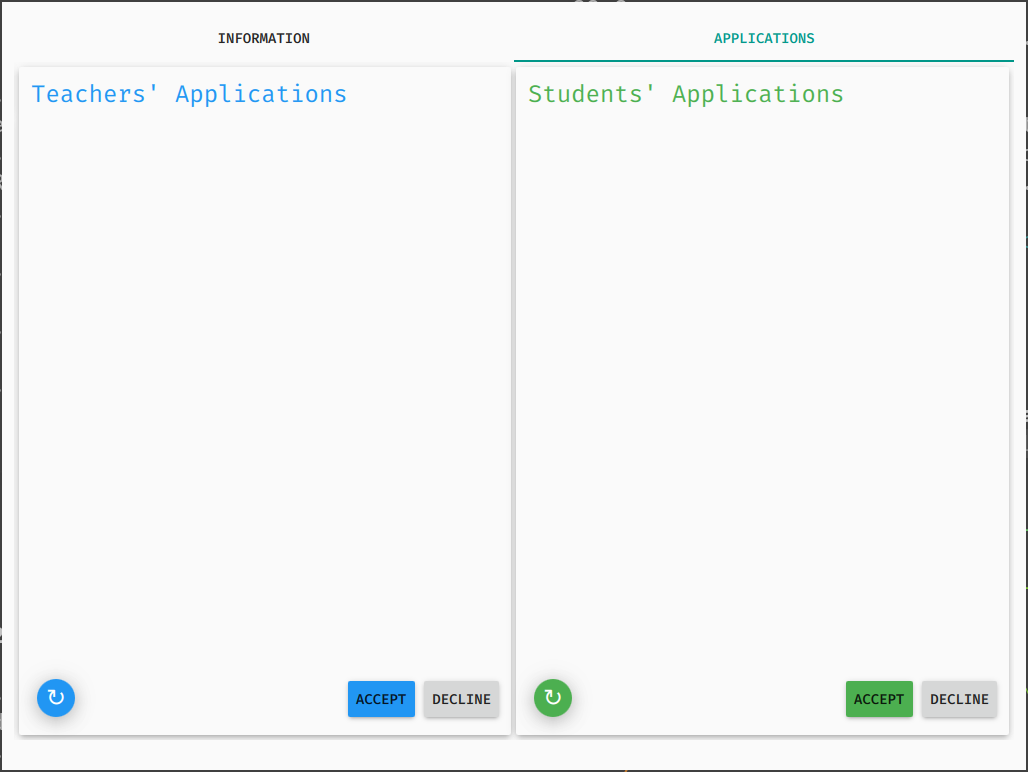 INFORMATION
APPLICATIONS
Teachers' Applications
Students' Applications
↻
ACCEPT
DECLINE
↻
ACCEPT
DECLINE